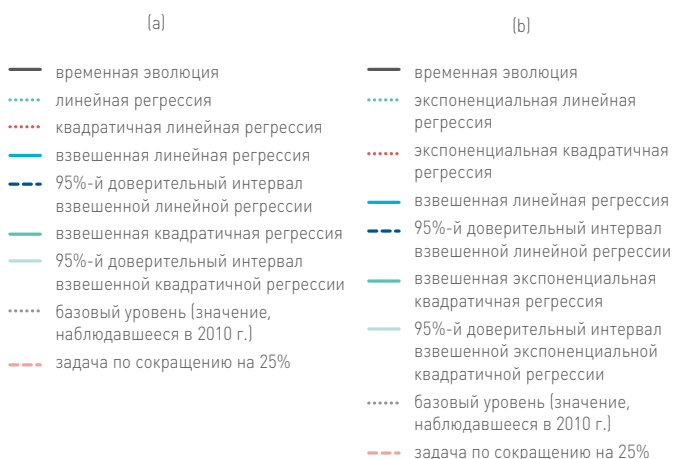 (a)
временная эволюция
линейная регрессия
квадратичная линейная регрессия
взвешенная линейная регрессия
95%-й доверительный интервал
взвешенной линейной регрессии
взвешенная квадратичная регрессия
95%-й доверительный интервал
взвешенной квадратичной регрессии
базовый уровень (значение,
наблюдавшееся в 2010 г.)
задача по сокращению на 25%
(b)
временная эволюция
экспоненциальная линейная
регрессия
экспоненциальная квадратичная
регрессия
взвешенная линейная регрессия
95%-й доверительный интервал
взвешенной линейной регрессии
взвешенная экспоненциальная
квадратичная регрессия
95%-й доверительный интервал
взвешенной экспоненциальной
квадратичной регрессии
базовый уровень (значение,
наблюдавшееся в 2010 г.)
задача по сокращению на 25%